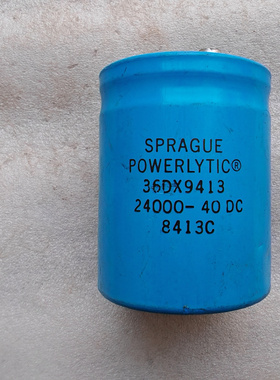 SPRAGUE
POWERLYTIC®
36DX9413
24000- 40 DC
8413C